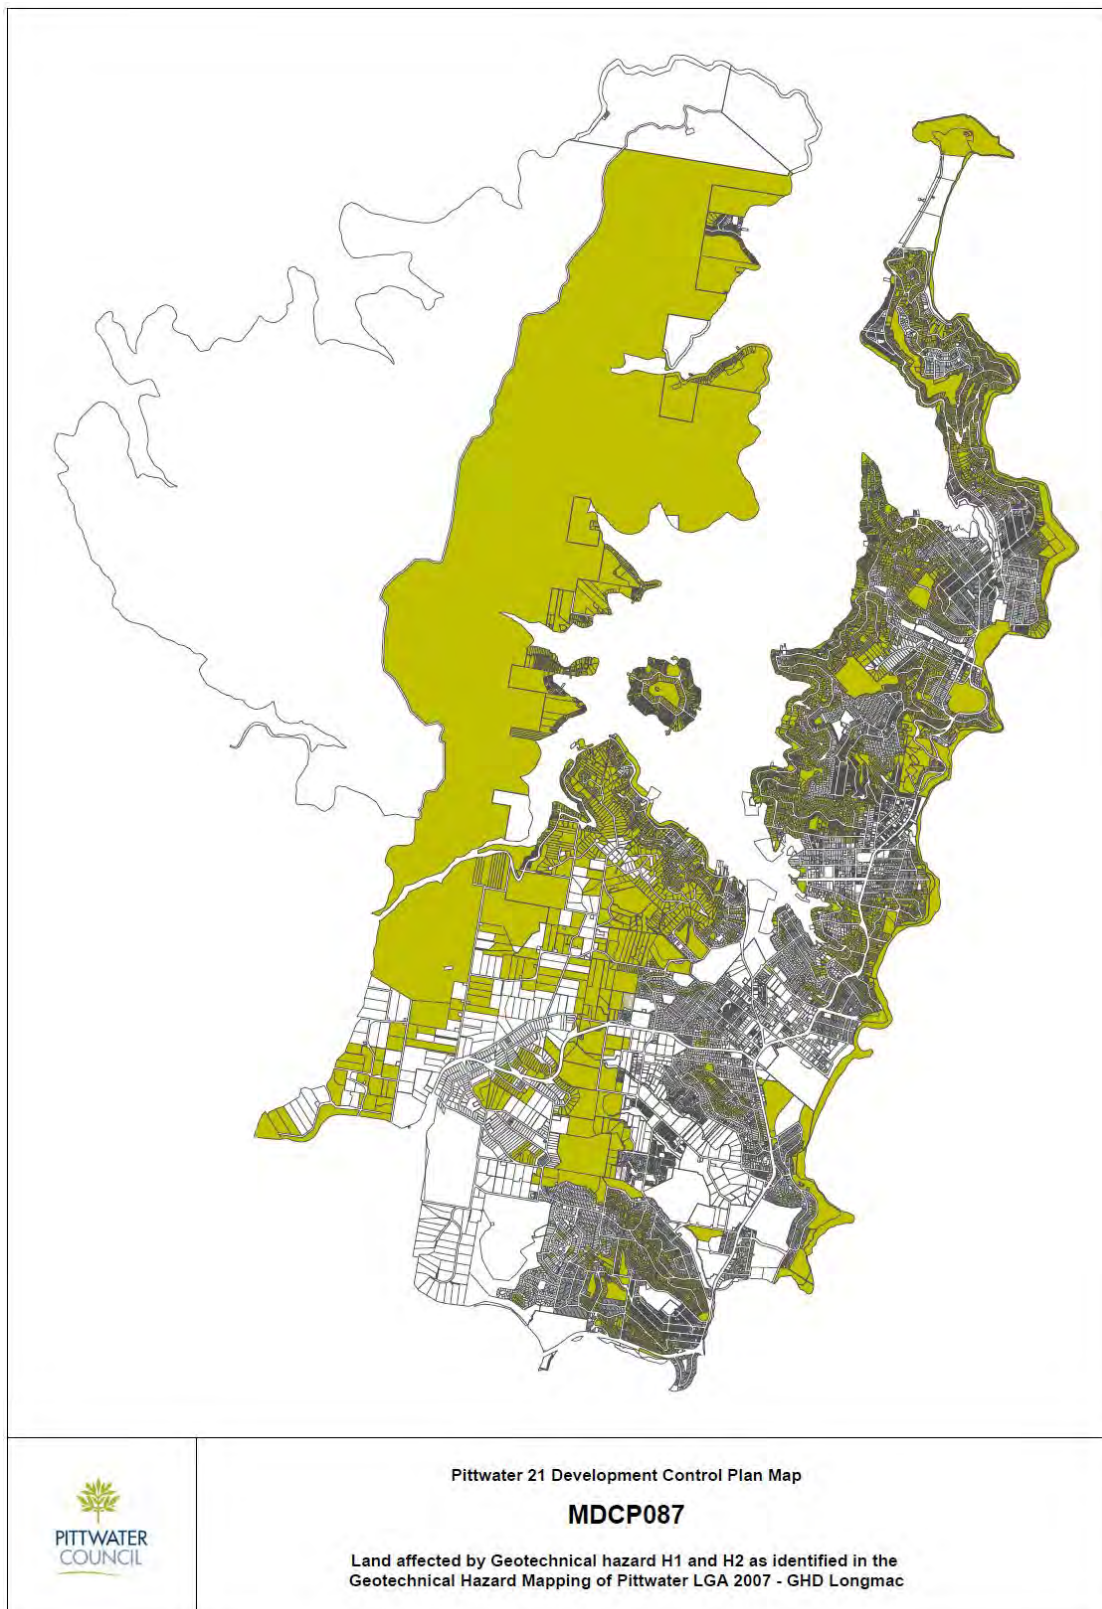 Pittwater 21 Development Control Plan Map
MDCP087
PITTWATER
COUNCIL
Land affected by Geotechnical hazard H1 and H2 as identified in the
Geotechnical Hazard Mapping of Pittwater LGA 2007 - GHD Longmac